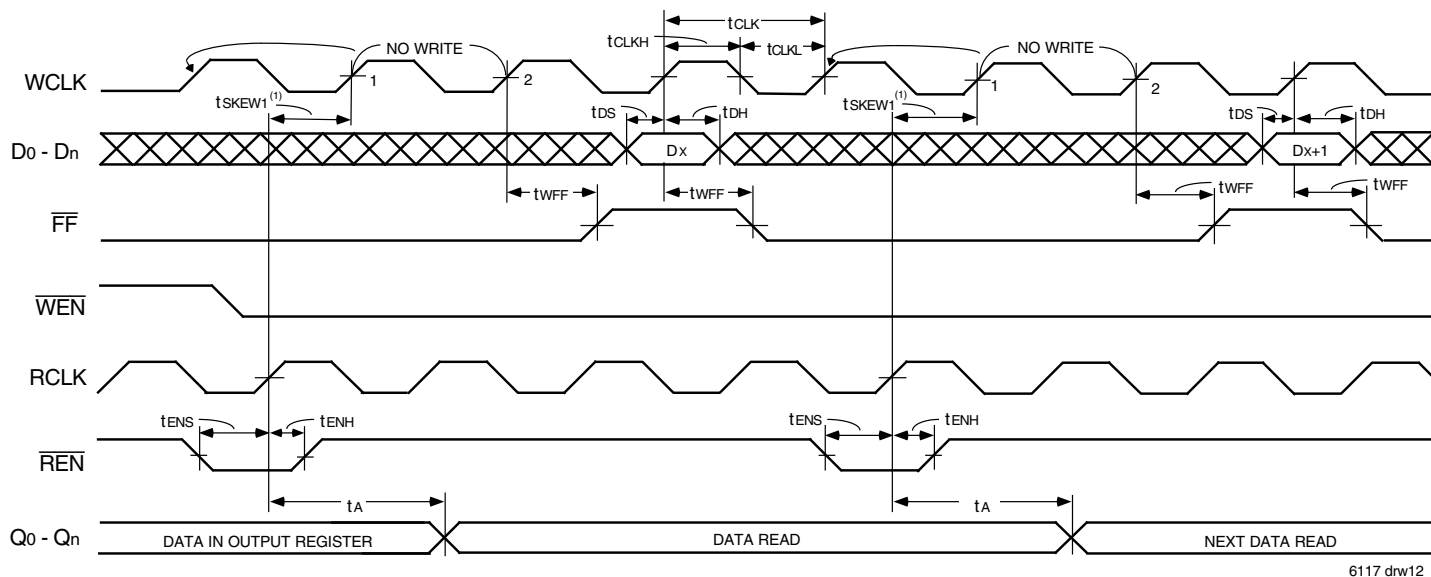 tCLK
tCLKH
tCLKL
NO WRITE
NO WRITE
WCLK
1
2
1
2
tSKEW1(1)
tDS
tDH
tSKEW1(1)
tDS
tDH
D0 - Dn
DX
DX+1
tWFF
tWFF
tWFF
tWFF
FF
WEN
RCLK
tENS
tENH
tENS
tENH
REN
tA
tA
Q0 - Qn
DATA IN OUTPUT REGISTER
DATA READ
NEXT DATA READ
6117 drw12